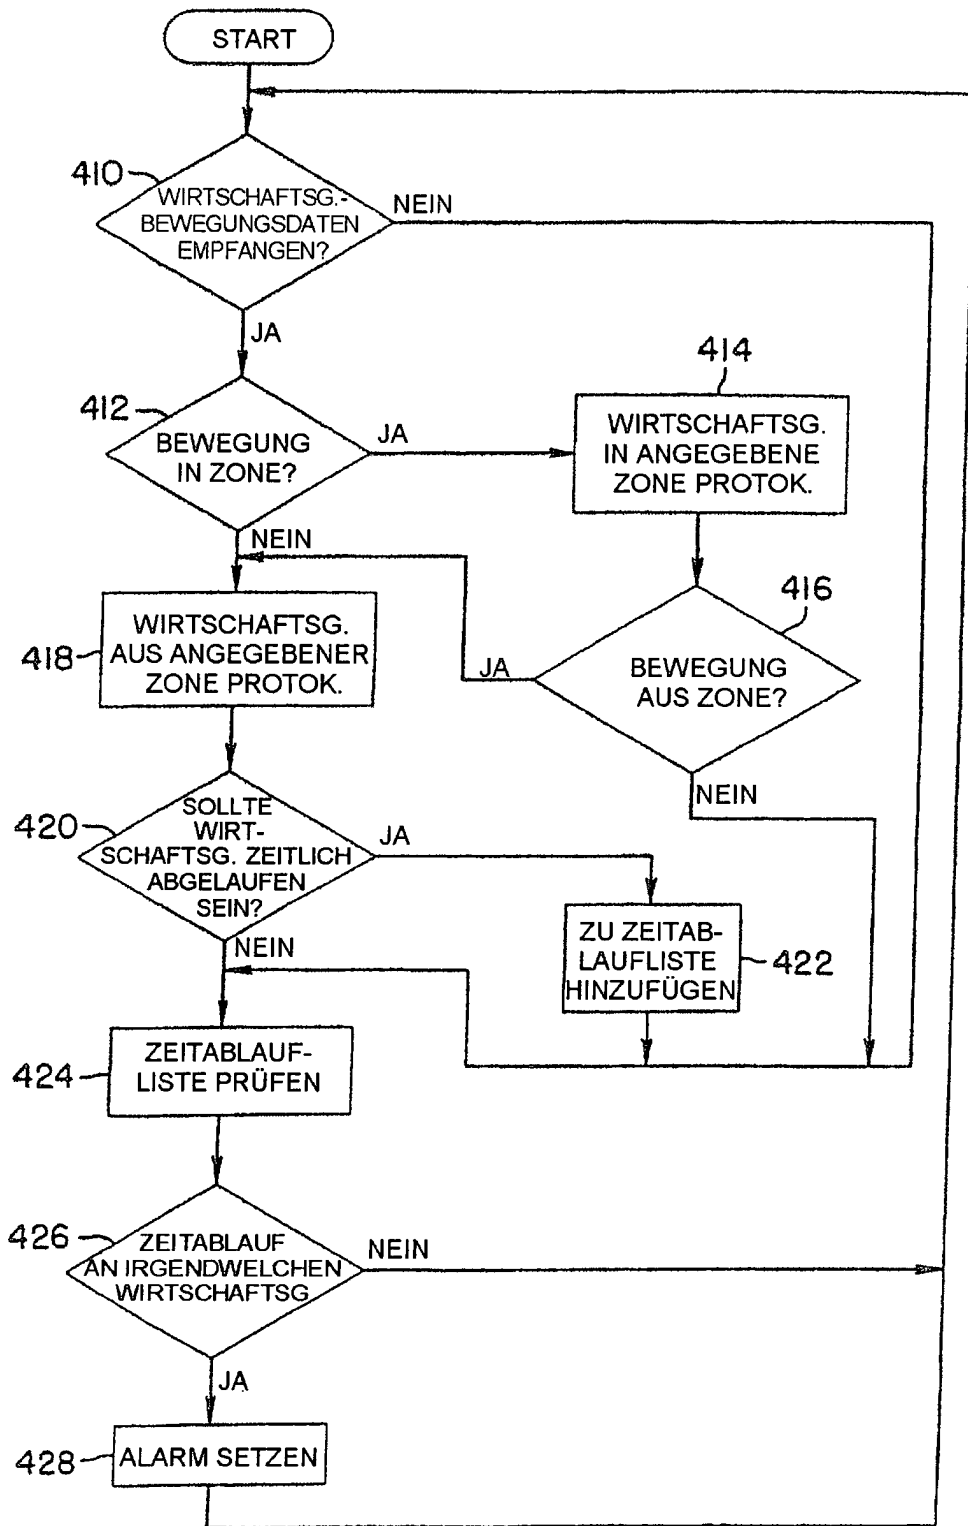 START
410
WIRTSCHAFTSG.-
BEWEGUNGSDATEN
EMPFANGEN?
NEIN
JA
412
BEWEGUNG
IN ZONE?
JA
NEIN
414
WIRTSCHAFTSG.
IN ANGEGEBENE
ZONE PROTOK.
416
BEWEGUNG
AUS ZONE?
JA
NEIN
418
WIRTSCHAFTSG.
AUS ANGEGEBENER
ZONE PROTOK.
420
SOLLTE
WIRT-
SCHAFTSG. ZEITLICH
ABGELAUFEN
SEIN?
JA
NEIN
ZU ZEITAB-
LAUFLISTE
HINZUFÜGEN
422
424
ZEITABLAUF-
LISTE PRÜFEN
426
ZEITABLAUF
AN IRGENDWELCHEN
WIRTSCHAFTSG
NEIN
JA
428
ALARM SETZEN